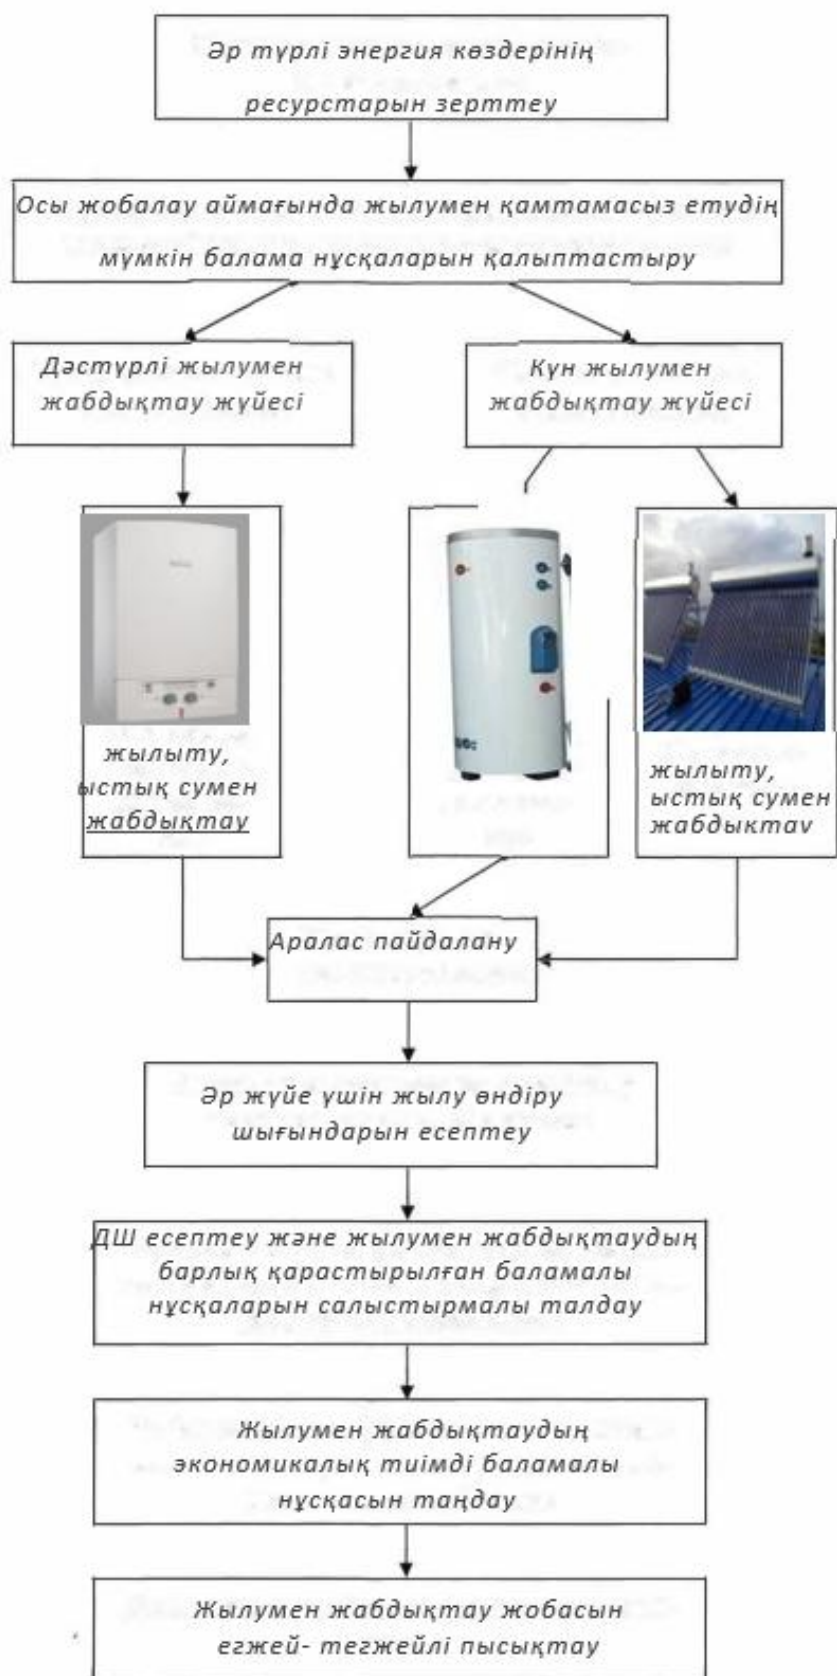 Әр түрлі энергия көздерінің
ресурстарын зерттеу
Осы жобалау аймағында жылумен қамтамасыз етудің
мүмкін балама нұсқаларын қалыптастыру
Дәстүрлі жылумен
жабдықтау жүйесі
Күн жылумен
жабдықтау жүйесі
жылыту,
ыстық сумен
жабдықтау
жылыту,
ыстық сумен
жабдықтау
Аралас пайдалану
Әр жүйе үшін жылу өндіру
шығындарын есептеу
ДШ есептеу және жылумен жабдықтаудың
барлық қарастырылған баламалы
нұсқаларын салыстырмалы талдау
Жылумен жабдықтаудың
экономикалық тиімді баламалы
нұсқасын таңдау
Жылумен жабдықтау жобасын
егжей- тегжейлі пысықтау